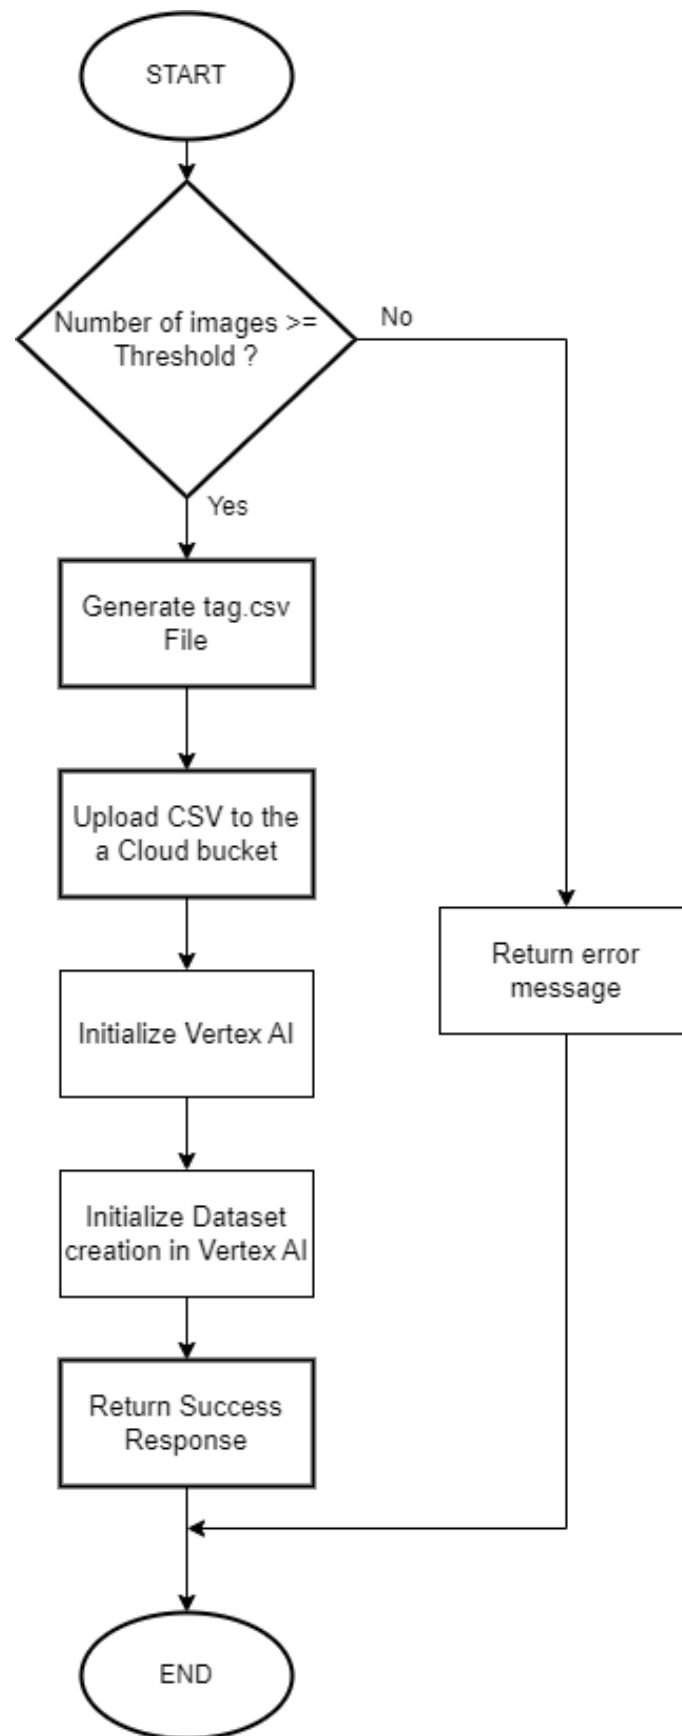 START
Number of images >=
Threshold ?
No
Yes
Generate tag.csv
File
Upload CSV to the
a Cloud bucket
Return error
message
Initialize Vertex AI
Initialize Dataset
creation in Vertex AI
Return Success
Response
END